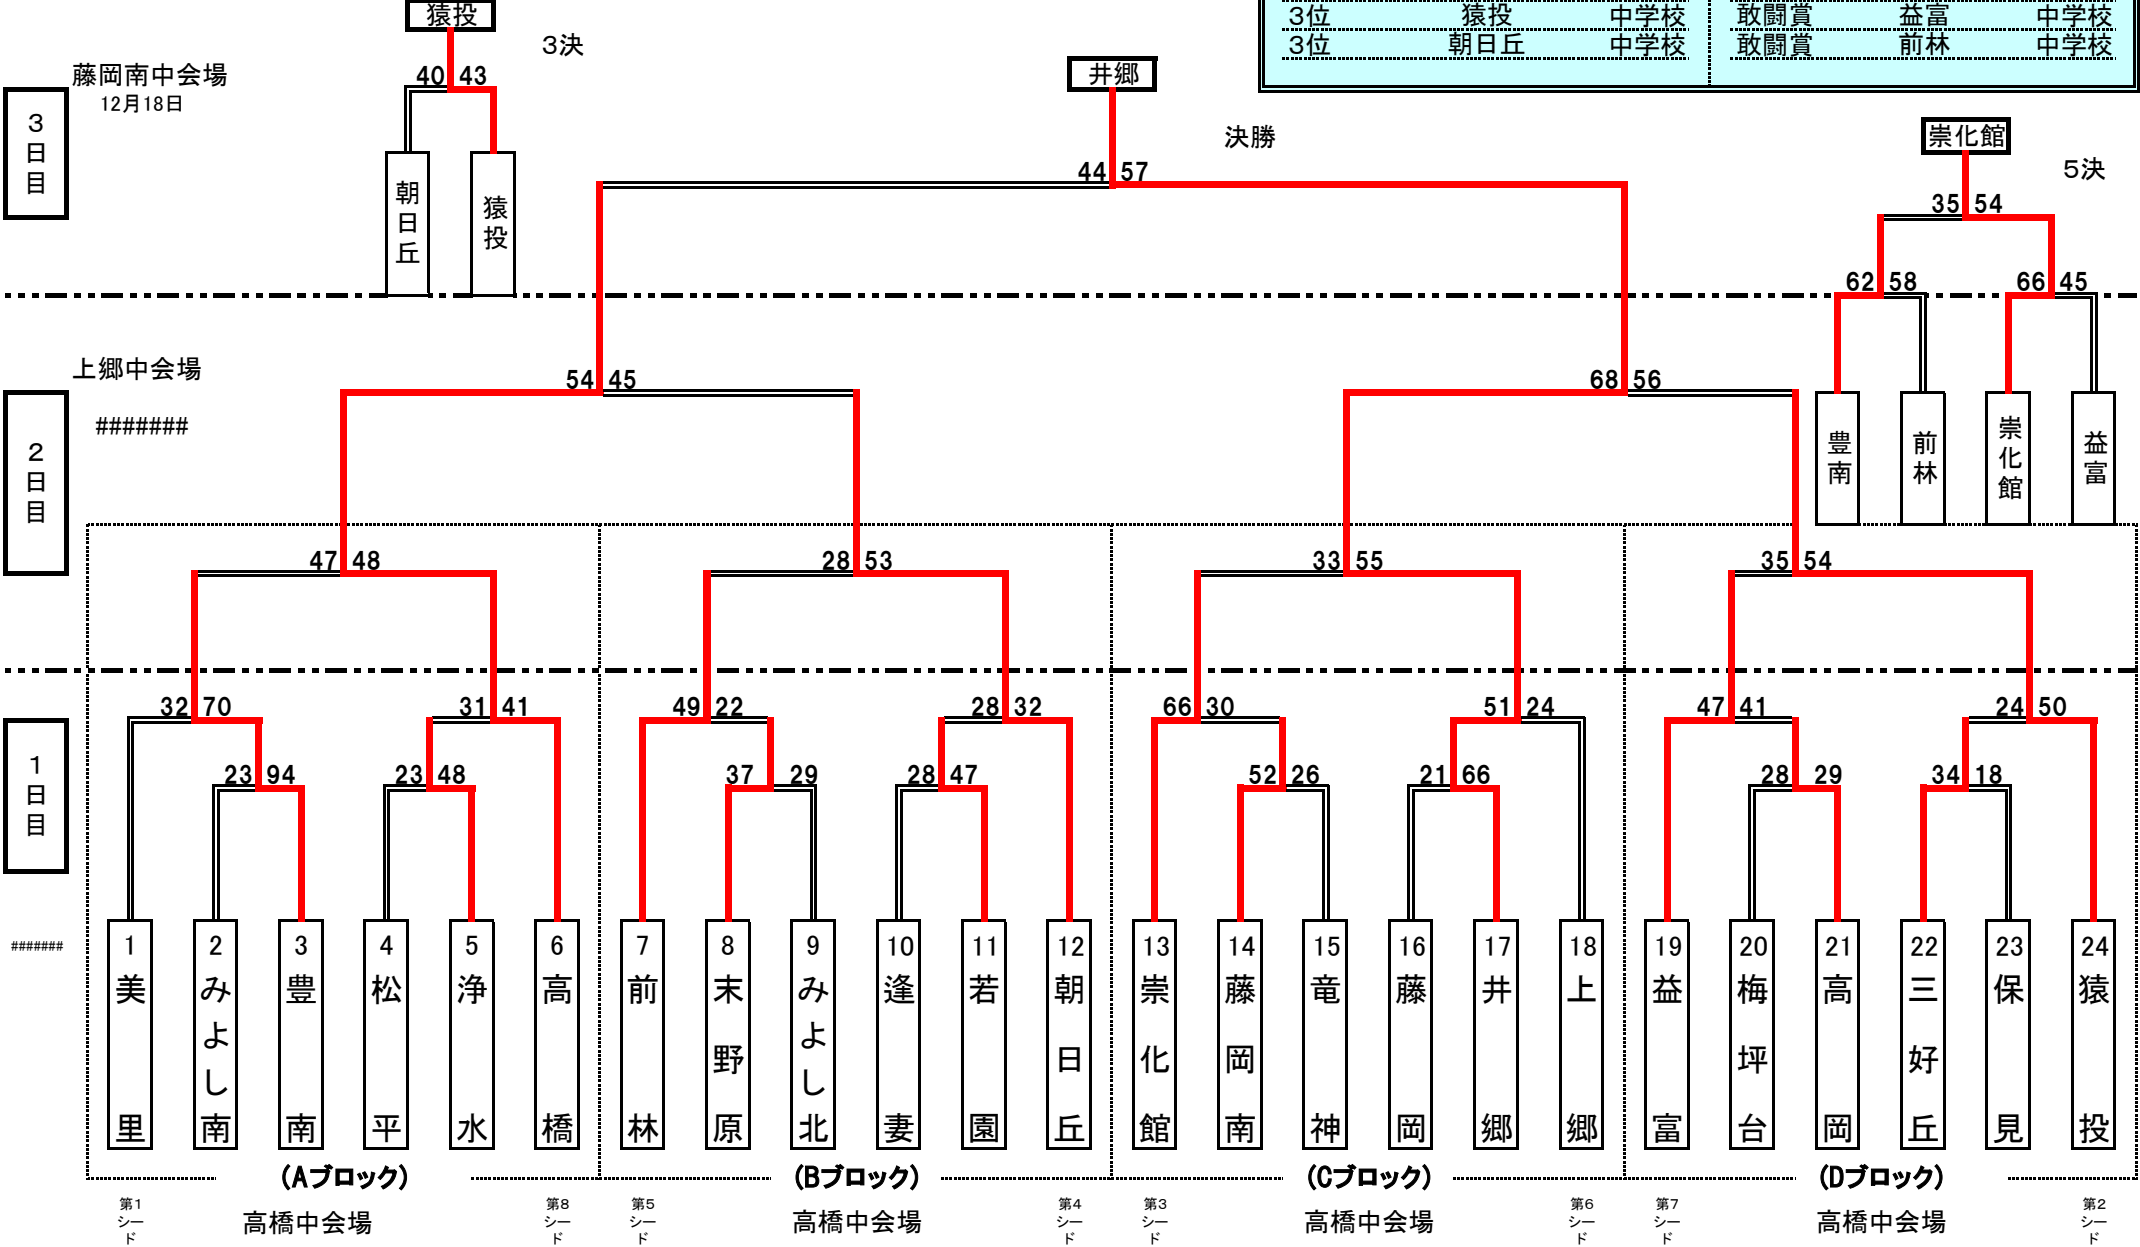 猿投
3位 猿投 中学校 敢闘賞 益富 中学校
3位 朝日丘 中学校 敢闘賞 前林 中学校
3決
藤岡南中会場
40 43
井郷
12月18日
3日目
決勝
崇化館
5決
44 57
朝日丘
猿投
35 54
62 58
66 45
上郷中会場
54 45
68 56
#######
2日目
豊南
前林
崇化館
益富
47 48
28 53
33 55
35 54
32 70
31 41
49 22
28 32
66 30
51 24
47 41
24 50
1日目
23 94
23 48
37 29
28 47
52 26
21 66
28 29
34 18
#######
1 美里
2 みよし南
3 豊南
4 松平
5 浄水
6 高橋
7 前林
8 末野原
9 みよし北
10 逢妻
11 若園
12 朝日丘
13 崇化館
14 藤岡南
15 竜神
16 藤岡
17 井郷
18 上郷
19 益富
20 梅坪台
21 高岡
22 三好丘
23 保見
24 猿投
(Aブロック)
(Bブロック)
(Cブロック)
(Dブロック)
第1シード
高橋中会場
第8シード
第5シード
高橋中会場
第4シード
第3シード
高橋中会場
第6シード
第7シード
高橋中会場
第2シード